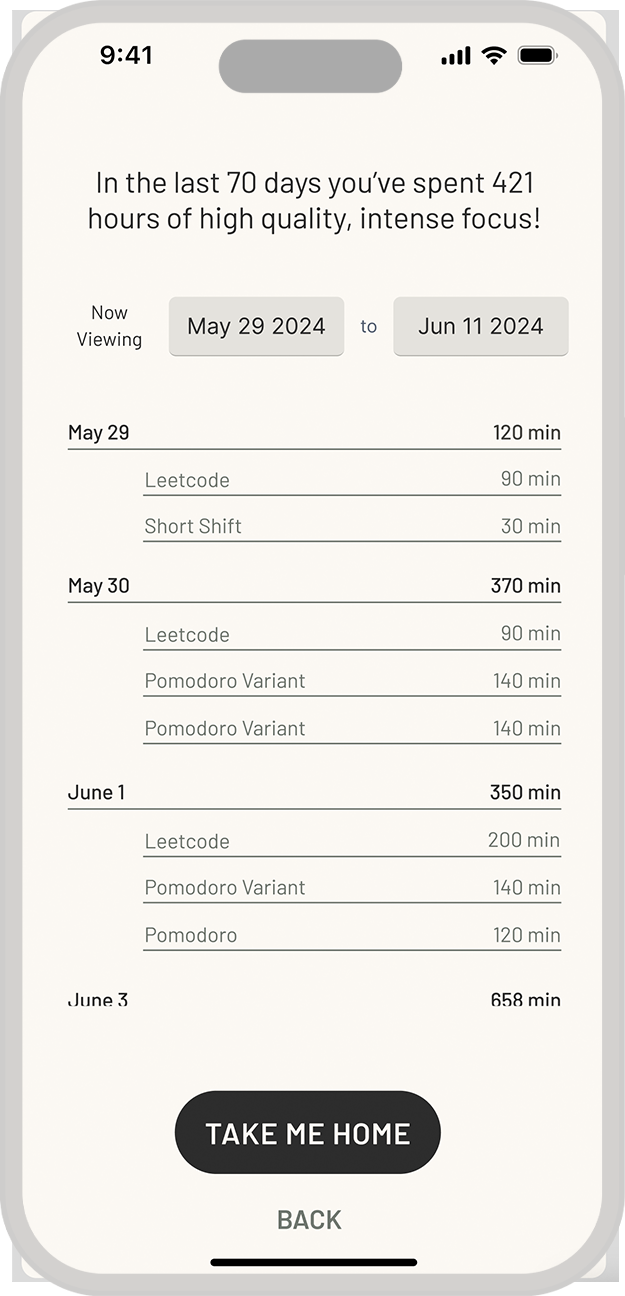 9:41
In the last 70 days you've spent 421
hours of high quality, intense focus!
Now
Viewing
May 29 2024 to Jun 11 2024
May 29 120 min
Leetcode 90 min
Short Shift 30 min
May 30 370 min
Leetcode 90 min
Pomodoro Variant 140 min
Pomodoro Variant 140 min
June 1 350 min
Leetcode 200 min
Pomodoro Variant 140 min
Pomodoro 120 min
June 3 658 min
TAKE ME HOME
BACK